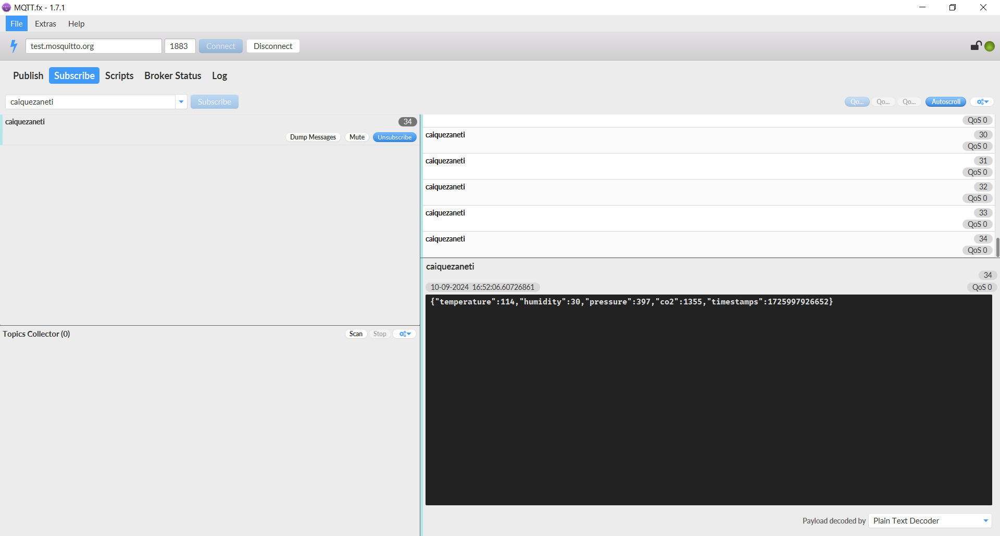 MQTT.fx - 1.7.1
File Extras Help
test.mosquitto.org 1883 Connect Disconnect
Publish Subscribe Scripts Broker Status Log
caiquezaneti Subscribe Qo... Qo... Qo... Autoscroll
caiquezaneti 34
Dump Messages Mute Unsubscribe
Topics Collector (0) Scan Stop
QoS 0
caiquezaneti 30
QoS 0
caiquezaneti 31
QoS 0
caiquezaneti 32
QoS 0
caiquezaneti 33
QoS 0
caiquezaneti 34
QoS 0
caiquezaneti
34
10-09-2024 16:52:06.60726861 QoS 0
{"temperature":114,"humidity":30,"pressure":397,"co2":1355,"timestamps":1725997926652}
Payload decoded by Plain Text Decoder